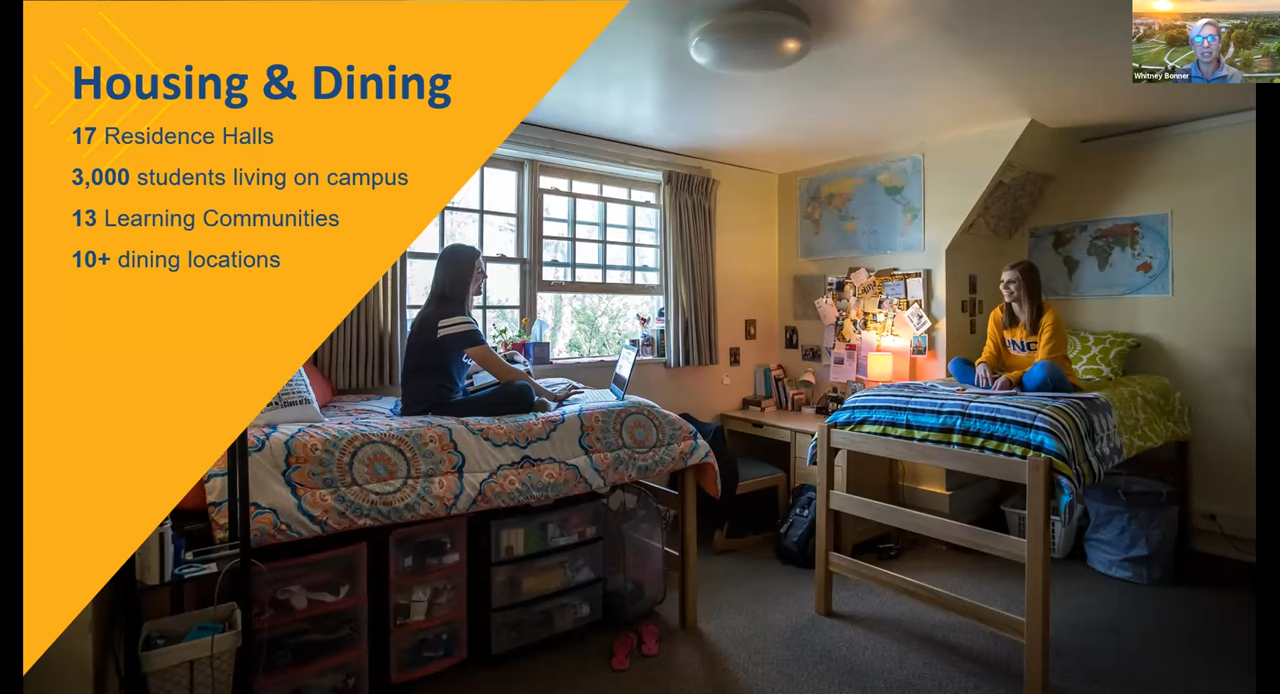 Housing & Dining
17 Residence Halls
3,000 students living on campus
13 Learning Communities
10+ dining locations
Whitney Bonner
UNC